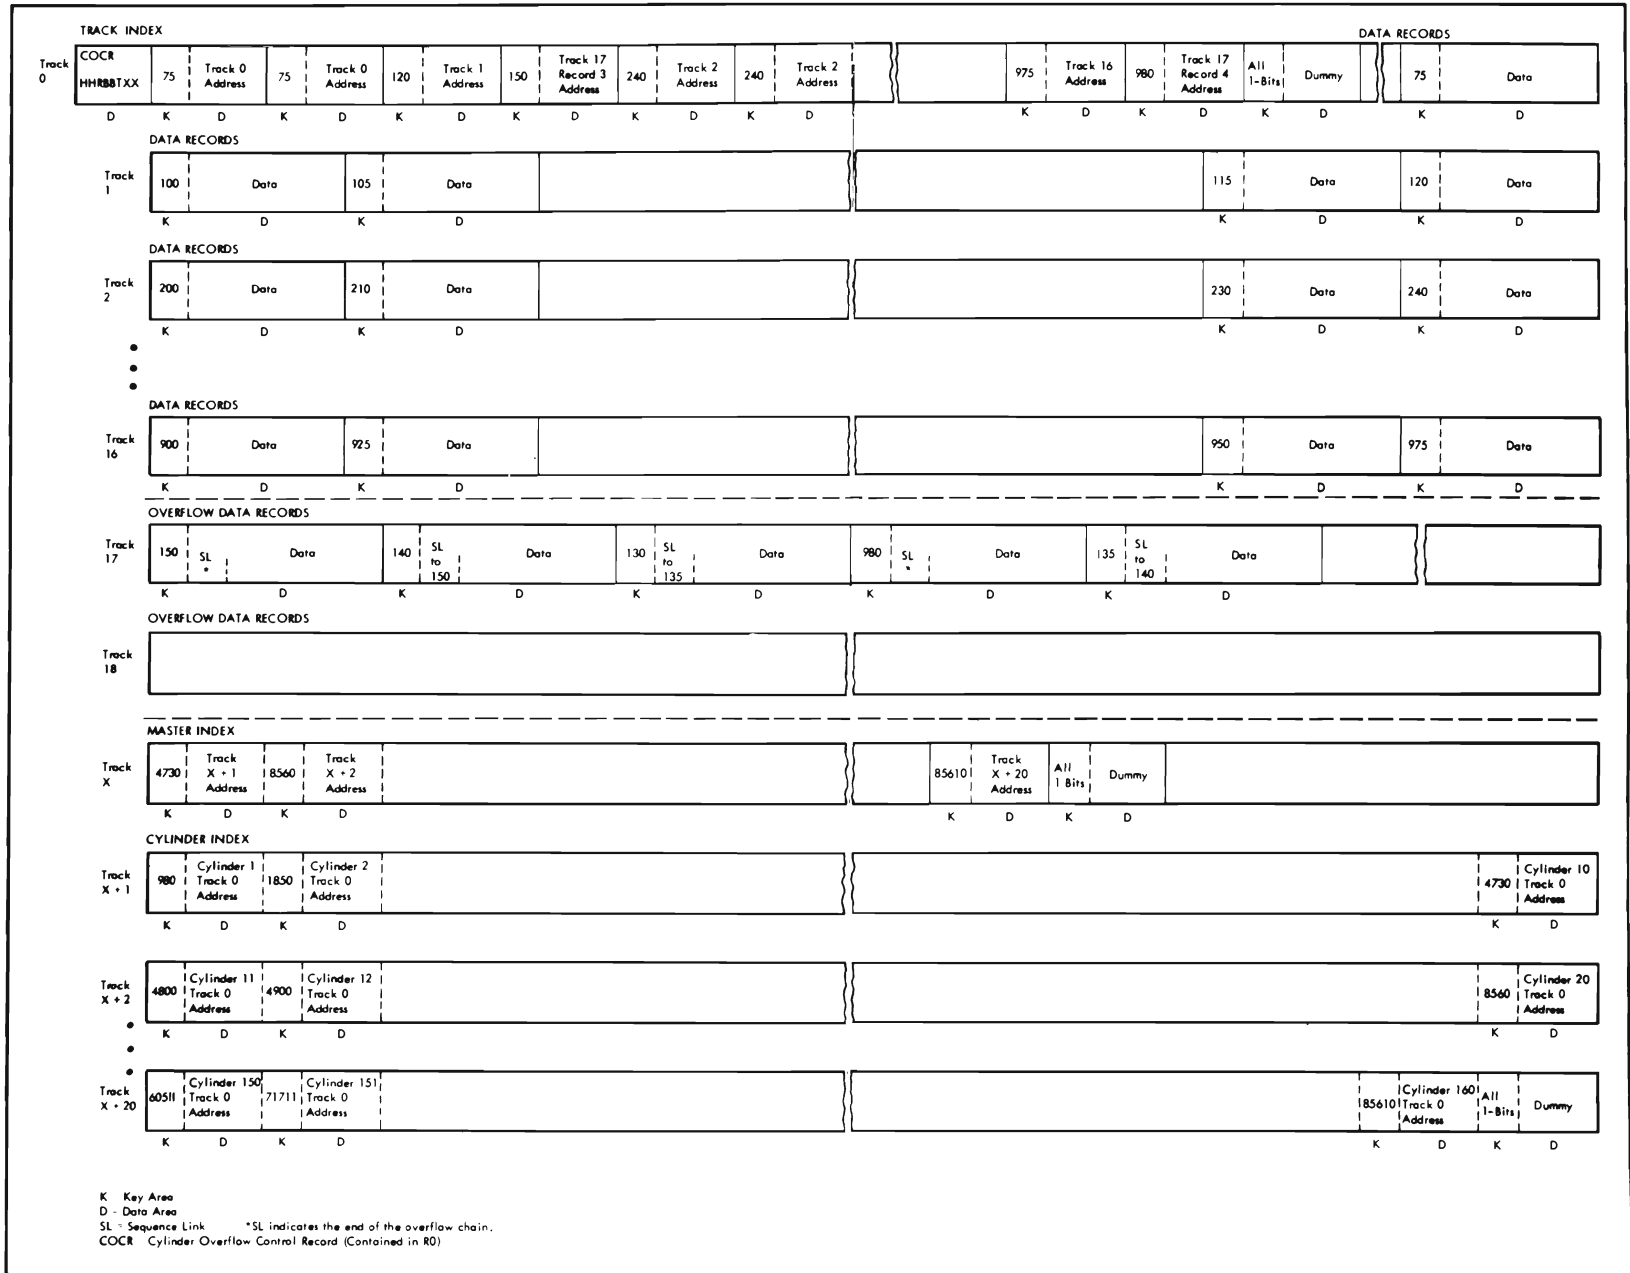 TRACK INDEX
DATA RECORDS
Track 0
COCR HHRBBTXX
75
Track 0 Address
75
Track 0 Address
120
Track 1 Address
150
Track 17 Record 3 Address
240
Track 2 Address
240
Track 2 Address
975
Track 16 Address
980
Track 17 Record 4 Address
All 1-Bits
Dummy
75
Data
D K D K D K D K D K D K D K D K D K D K D
DATA RECORDS
Track 1
100 Data 105 Data 115 Data 120 Data
K D K D K D K D
DATA RECORDS
Track 2
200 Data 210 Data 230 Data 240 Data
K D K D K D K D
DATA RECORDS
Track 16
900 Data 925 Data 950 Data 975 Data
K D K D K D K D
OVERFLOW DATA RECORDS
Track 17
150 SL * Data
140 SL to 150 Data
130 SL to 135 Data
980 SL * Data
135 SL to 140 Data
K D K D K D K D K D
OVERFLOW DATA RECORDS
Track 18
MASTER INDEX
Track X
4730
Track X + 1 Address
8560
Track X + 2 Address
85610
Track X + 20 Address
All 1 Bits
Dummy
K D K D K D K D
CYLINDER INDEX
Track X + 1
980
Cylinder 1 Track 0 Address
1850
Cylinder 2 Track 0 Address
4730
Cylinder 10 Track 0 Address
K D K D K D
Track X + 2
4800
Cylinder 11 Track 0 Address
4900
Cylinder 12 Track 0 Address
8560
Cylinder 20 Track 0 Address
K D K D K D
Track X + 20
60511
Cylinder 150 Track 0 Address
71711
Cylinder 151 Track 0 Address
85610
Cylinder 160 Track 0 Address
All 1-Bits
Dummy
K D K D K D K D
K Key Area
D - Data Area
SL = Sequence Link *SL indicates the end of the overflow chain.
COCR Cylinder Overflow Control Record (Contained in R0)